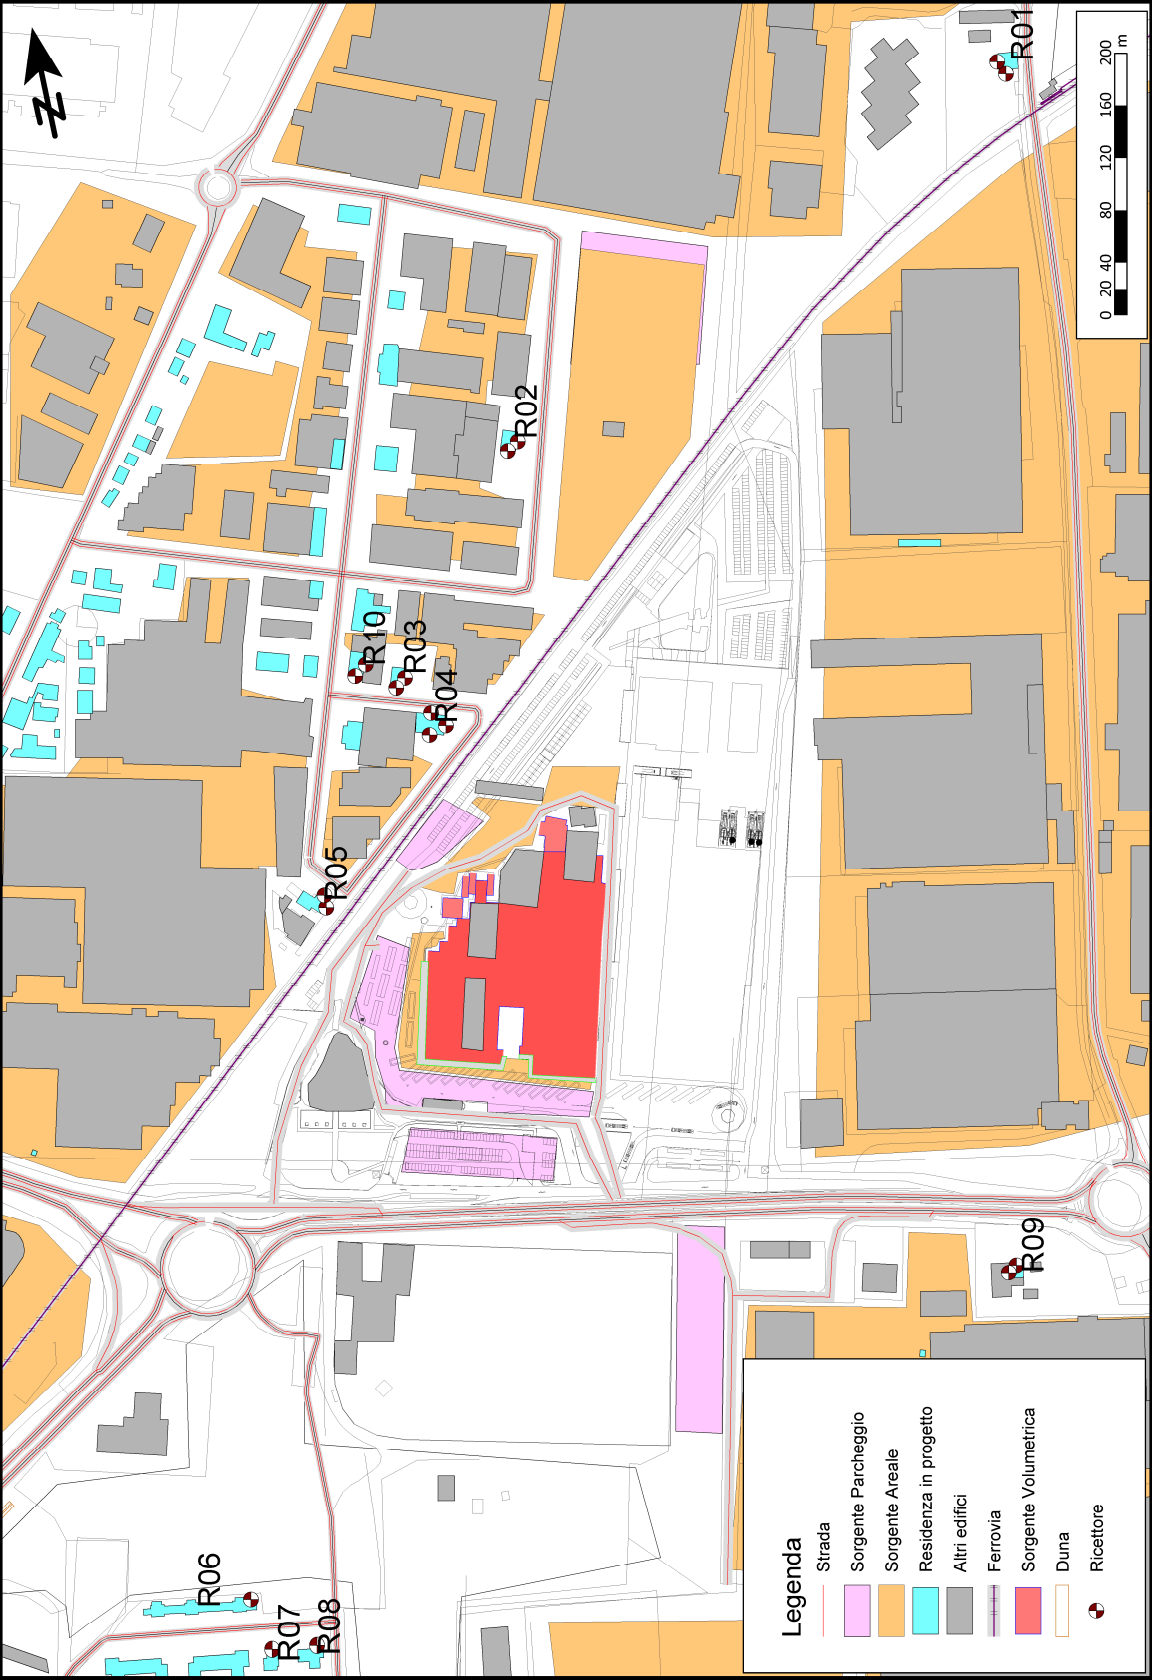 R01
R02
R10
R03
R04
R05
R09
R06
R07
R08
N
0 20 40 80 120 160 200
m
Legenda
Strada
Sorgente Parcheggio
Sorgente Areale
Residenza in progetto
Altri edifici
Ferrovia
Sorgente Volumetrica
Duna
Ricettore